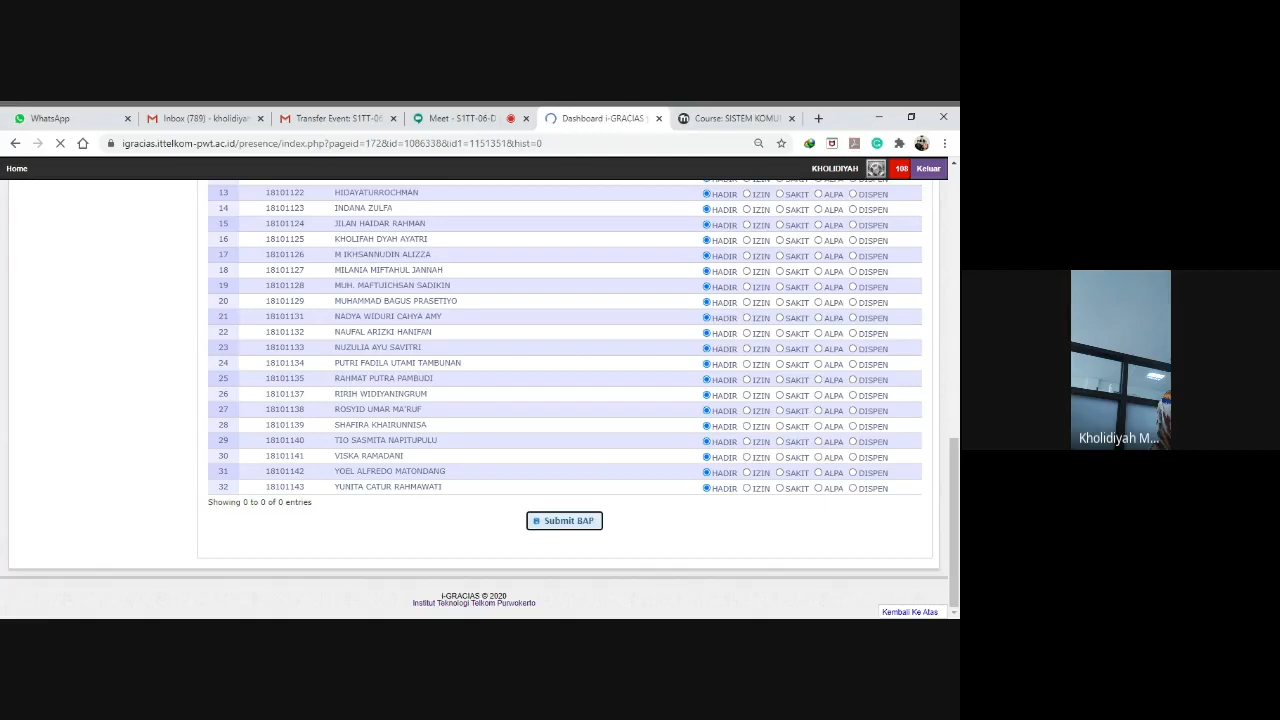 WhatsApp
Inbox (789) - kholidiyan
Transfer Event: S1TT-06-
Meet - S1TT-06-D
Dashboard i-GRACIAS
Course: SISTEM KOMU
igracias.ittelkom-pwt.ac.id/presence/index.php?pageid=172&id=1086338&id1=1151351&hist=0
Home KHOLIDIYAH 108 Keluar
13 18101122 HIDAYATURROCHMAN HADIR IZIN SAKIT ALPA DISPEN
14 18101123 INDANA ZULFA HADIR IZIN SAKIT ALPA DISPEN
15 18101124 JILAN HAIDAR RAHMAN HADIR IZIN SAKIT ALPA DISPEN
16 18101125 KHOLIFAH DYAH AYATRI HADIR IZIN SAKIT ALPA DISPEN
17 18101126 M IKHSANNUDIN ALIZZA HADIR IZIN SAKIT ALPA DISPEN
18 18101127 MILANIA MIFTAHUL JANNAH HADIR IZIN SAKIT ALPA DISPEN
19 18101128 MUH. MAFTUICHSAN SADIKIN HADIR IZIN SAKIT ALPA DISPEN
20 18101129 MUHAMMAD BAGUS PRASETIYO HADIR IZIN SAKIT ALPA DISPEN
21 18101131 NADYA WIDURI CAHYA AMY HADIR IZIN SAKIT ALPA DISPEN
22 18101132 NAUFAL ARIZKI HANIFAN HADIR IZIN SAKIT ALPA DISPEN
23 18101133 NUZULIA AYU SAVITRI HADIR IZIN SAKIT ALPA DISPEN
24 18101134 PUTRI FADILA UTAMI TAMBUNAN HADIR IZIN SAKIT ALPA DISPEN
25 18101135 RAHMAT PUTRA PAMBUDI HADIR IZIN SAKIT ALPA DISPEN
26 18101137 RIRIH WIDIYANINGRUM HADIR IZIN SAKIT ALPA DISPEN
27 18101138 ROSYID UMAR MA'RUF HADIR IZIN SAKIT ALPA DISPEN
28 18101139 SHAFIRA KHAIRUNNISA HADIR IZIN SAKIT ALPA DISPEN
29 18101140 TIO SASMITA NAPITUPULU HADIR IZIN SAKIT ALPA DISPEN
30 18101141 VISKA RAMADANI HADIR IZIN SAKIT ALPA DISPEN
31 18101142 YOEL ALFREDO MATONDANG HADIR IZIN SAKIT ALPA DISPEN
32 18101143 YUNITA CATUR RAHMAWATI HADIR IZIN SAKIT ALPA DISPEN
Showing 0 to 0 of 0 entries
Submit BAP
i-GRACIAS © 2020
Institut Teknologi Telkom Purwokerto
Kembali Ke Atas
Kholidiyah M...